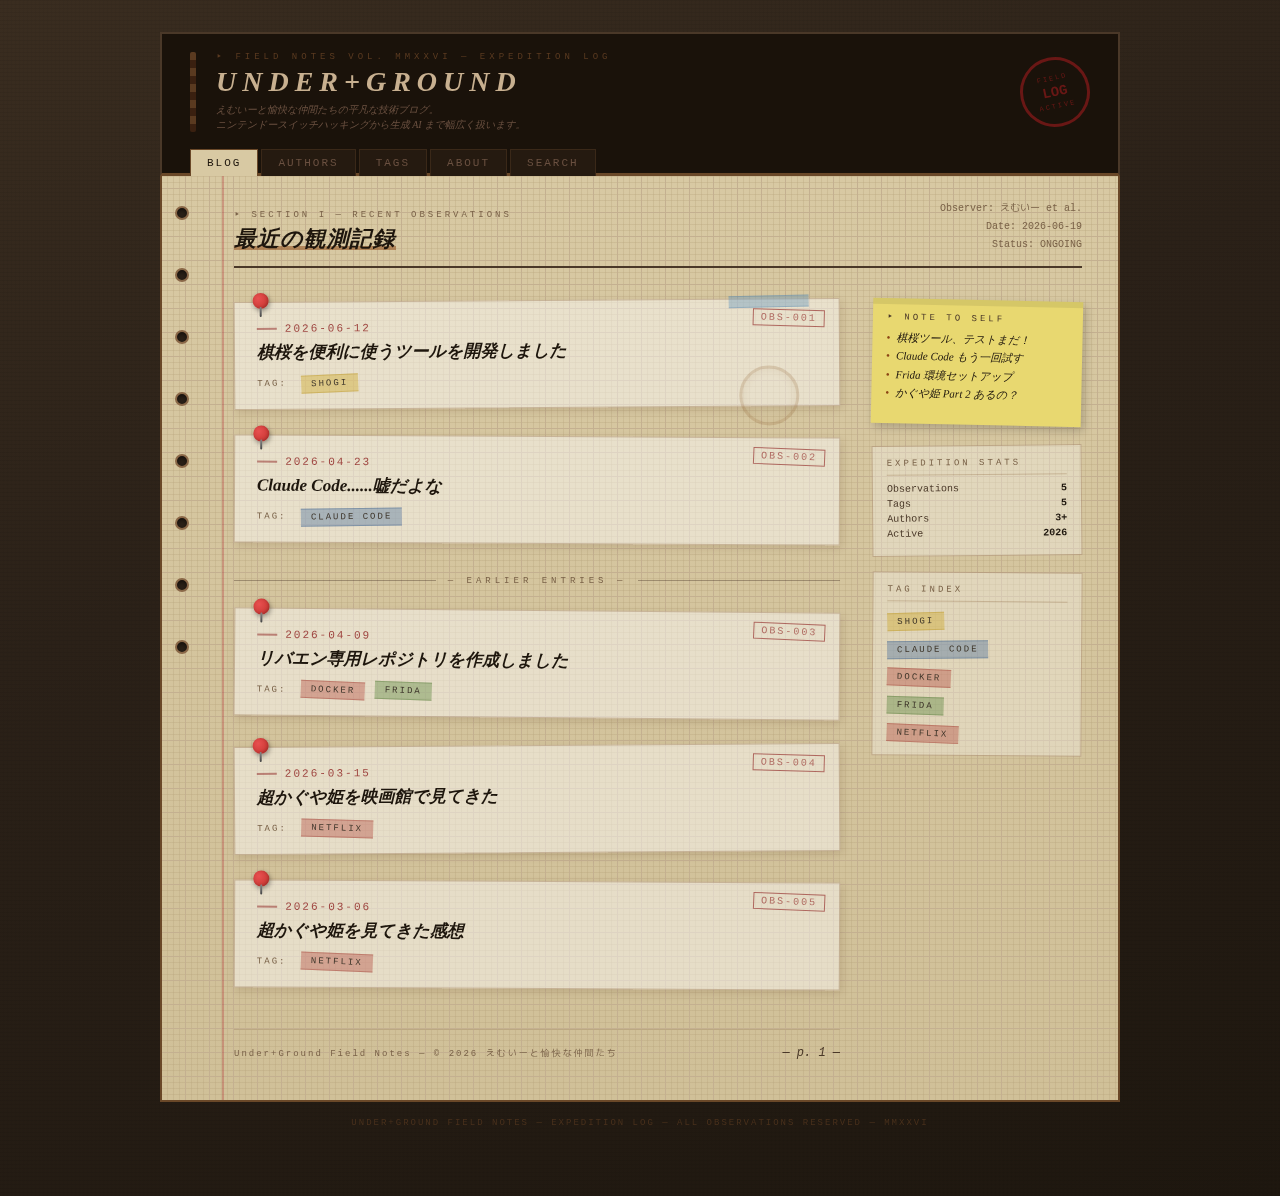 ‣ FIELD NOTES VOL. MMXXVI — EXPEDITION LOG
UNDER+GROUND
えむいーと愉快な仲間たちの平凡な技術ブログ。
ニンテンドースイッチハッキングから生成 AI まで幅広く扱います。
FIELD
LOG
ACTIVE
BLOG AUTHORS TAGS ABOUT SEARCH
‣ SECTION I — RECENT OBSERVATIONS
最近の観測記録
Observer: えむいー et al.
Date: 2026-06-19
Status: ONGOING
OBS-001
2026-06-12
棋桜を便利に使うツールを開発しました
TAG: SHOGI
OBS-002
2026-04-23
Claude Code......嘘だよな
TAG: CLAUDE CODE
— EARLIER ENTRIES —
OBS-003
2026-04-09
リバエン専用レポジトリを作成しました
TAG: DOCKER FRIDA
OBS-004
2026-03-15
超かぐや姫を映画館で見てきた
TAG: NETFLIX
OBS-005
2026-03-06
超かぐや姫を見てきた感想
TAG: NETFLIX
‣ NOTE TO SELF
• 棋桜ツール、テストまだ！
• Claude Code もう一回試す
• Frida 環境セットアップ
• かぐや姫 Part 2 あるの？
EXPEDITION STATS
Observations 5
Tags 5
Authors 3+
Active 2026
TAG INDEX
SHOGI
CLAUDE CODE
DOCKER
FRIDA
NETFLIX
Under+Ground Field Notes — © 2026 えむいーと愉快な仲間たち
— p. 1 —
UNDER+GROUND FIELD NOTES — EXPEDITION LOG — ALL OBSERVATIONS RESERVED — MMXXVI